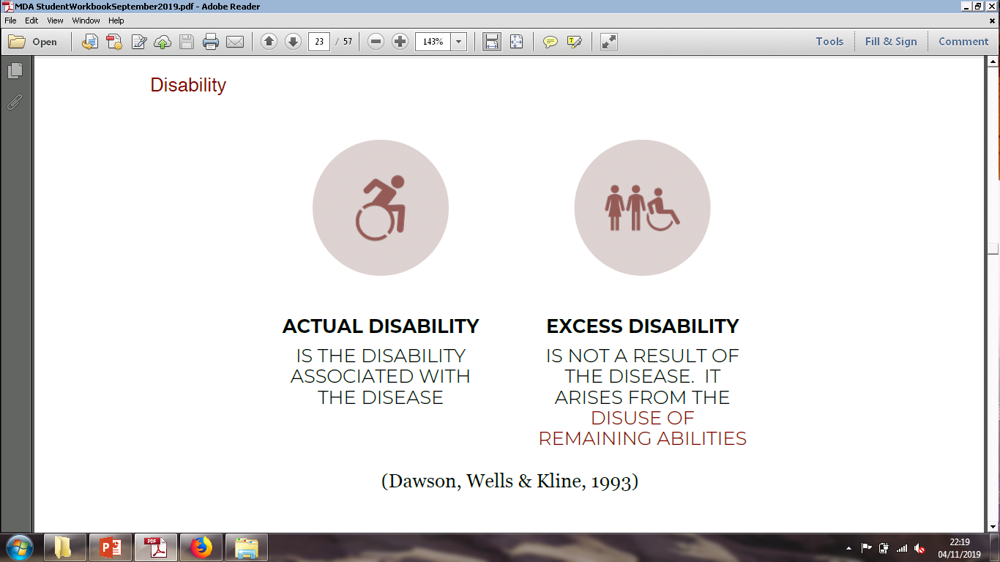 MDA StudentWorkbookSeptember2019.pdf - Adobe Reader
File Edit View Window Help
Open 23 / 57 143% Tools Fill & Sign Comment
Disability
ACTUAL DISABILITY
IS THE DISABILITY
ASSOCIATED WITH
THE DISEASE
EXCESS DISABILITY
IS NOT A RESULT OF
THE DISEASE. IT
ARISES FROM THE
DISUSE OF
REMAINING ABILITIES
(Dawson, Wells & Kline, 1993)
22:19
04/11/2019